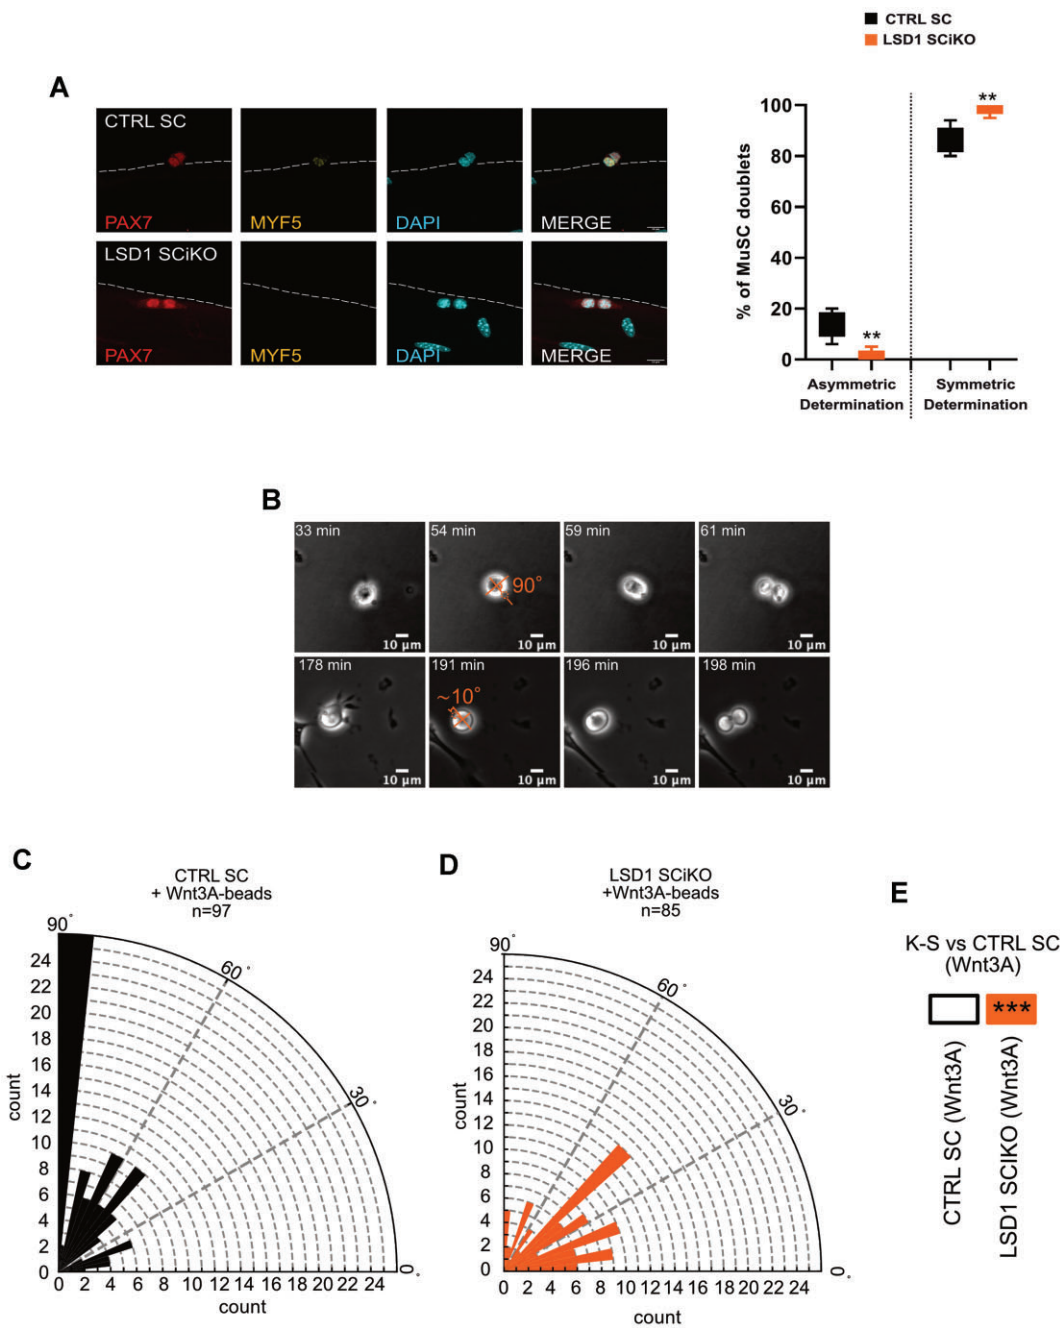 CTRL SC
LSD1 SCiKO
A
CTRL SC
PAX7
MYF5
DAPI
MERGE
LSD1 SCiKO
PAX7
MYF5
DAPI
MERGE
% of MuSC doublets
100
80
60
40
20
0
**
**
Asymmetric
Determination
Symmetric
Determination
B
33 min
54 min
59 min
61 min
90°
10 µm
10 µm
10 µm
10 µm
178 min
191 min
196 min
198 min
~10°
10 µm
10 µm
10 µm
10 µm
C
CTRL SC
+ Wnt3A-beads
n=97
90°
60°
30°
0°
24
22
20
18
16
14
12
10
8
6
4
2
0
count
0 2 4 6 8 10 12 14 16 18 20 22 24
count
D
LSD1 SCiKO
+Wnt3A-beads
n=85
90°
60°
30°
0°
24
22
20
18
16
14
12
10
8
6
4
2
0
count
0 2 4 6 8 10 12 14 16 18 20 22 24
count
E
K-S vs CTRL SC
(Wnt3A)
***
CTRL SC (Wnt3A)
LSD1 SCIKO (Wnt3A)